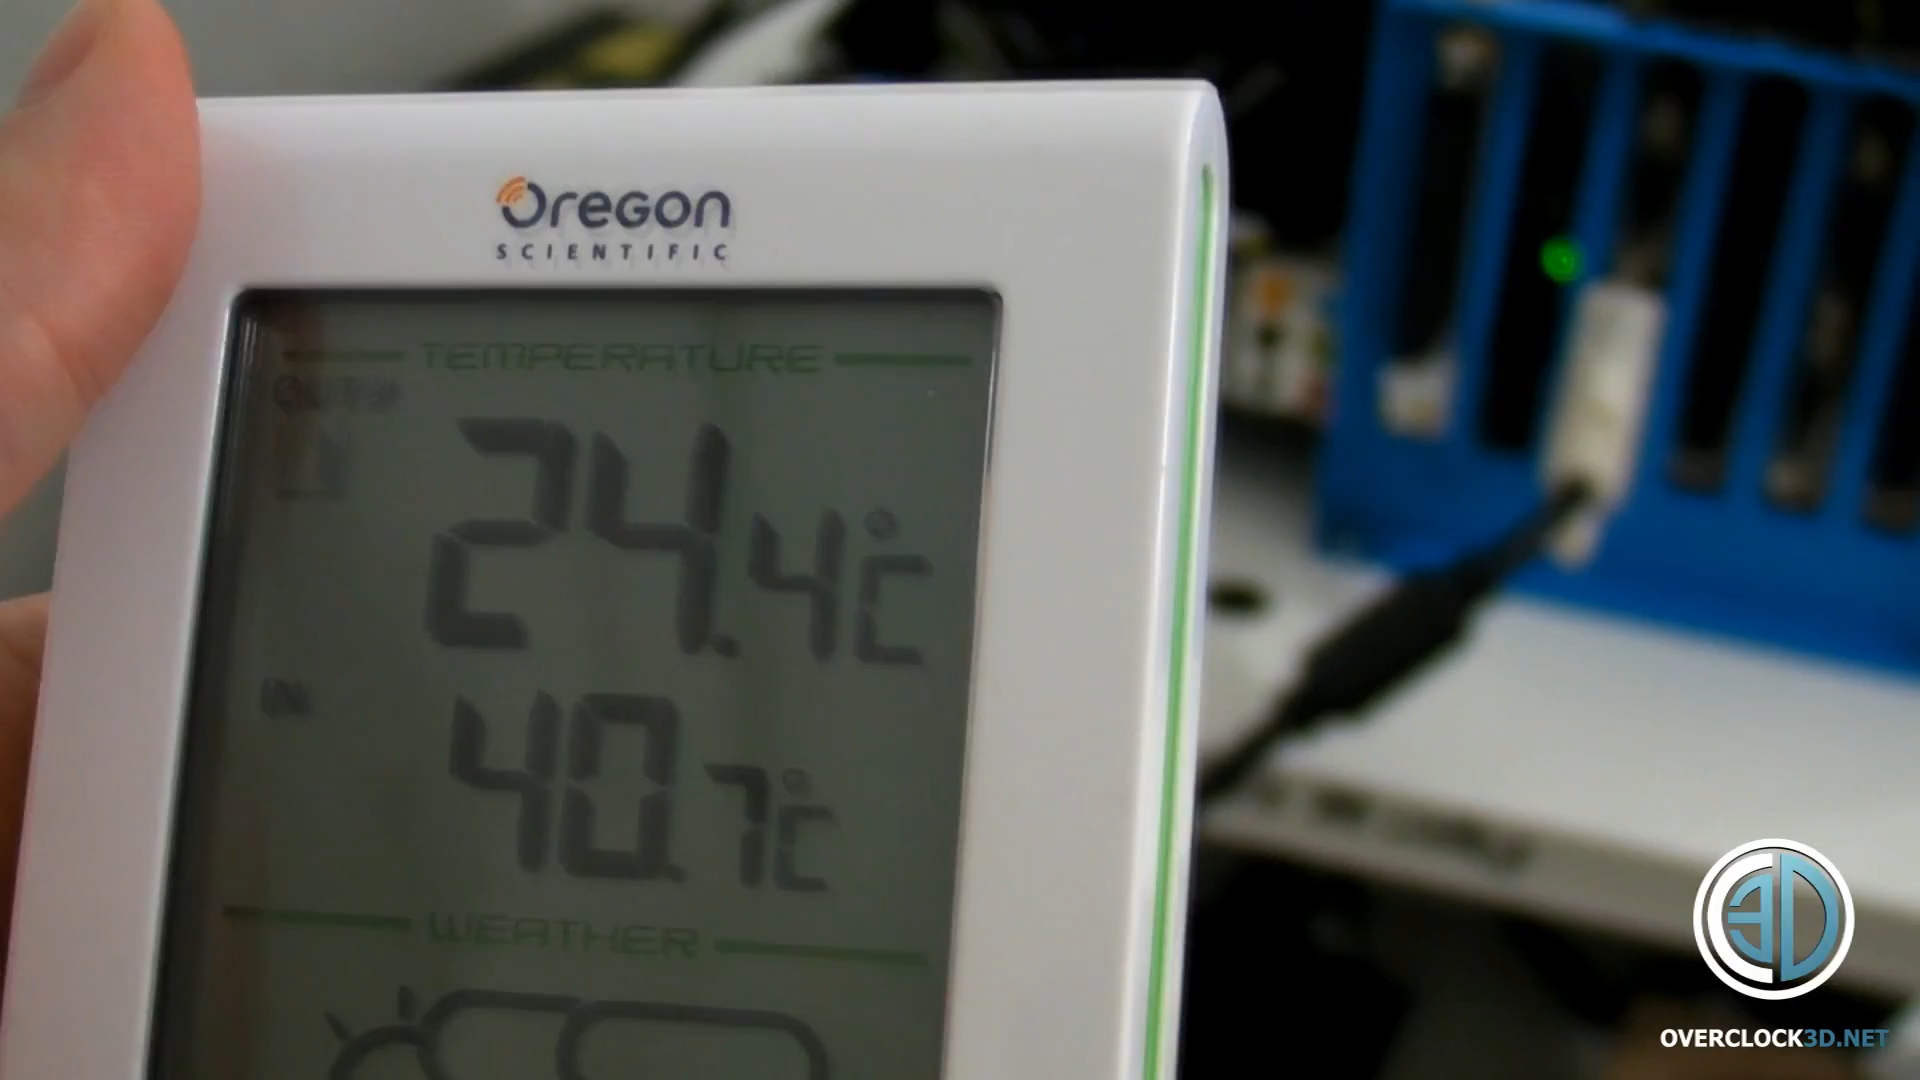 Oregon
SCIENTIFIC
TEMPERATURE
24.4°C
IN
40.7°C
WEATHER
OVERCLOCK3D.NET